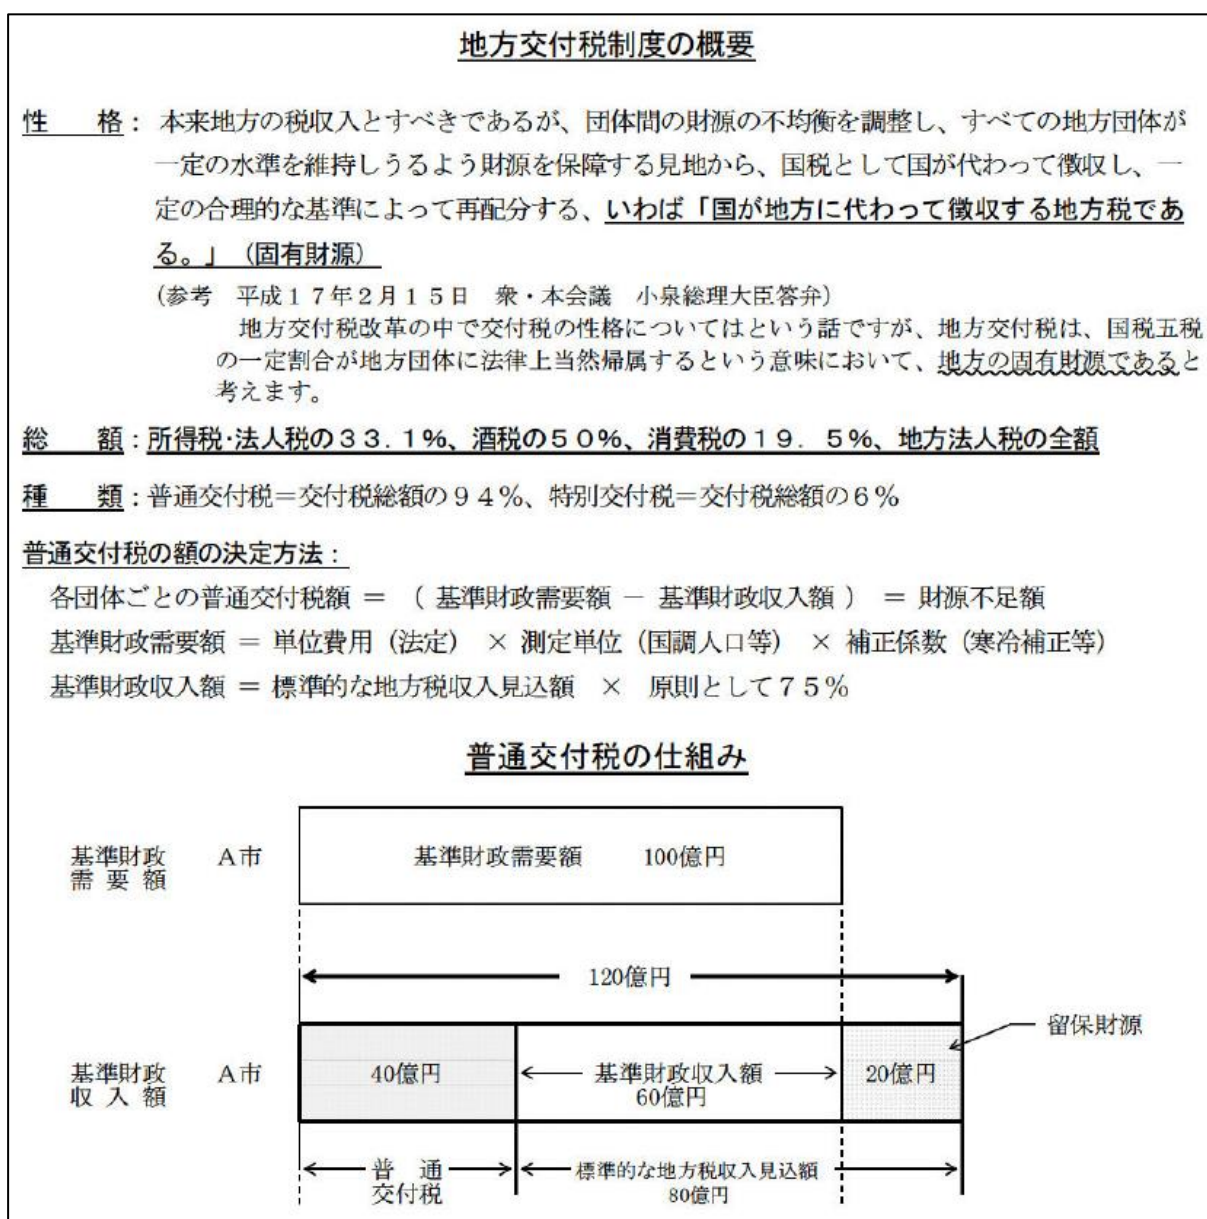 地方交付税制度の概要
性　　格： 本来地方の税収入とすべきであるが、団体間の財源の不均衡を調整し、すべての地方団体が
一定の水準を維持しうるよう財源を保障する見地から、国税として国が代わって徴収し、一
定の合理的な基準によって再配分する、いわば「国が地方に代わって徴収する地方税であ
る。」（固有財源）
（参考　平成１７年２月１５日　衆・本会議　小泉総理大臣答弁）
地方交付税改革の中で交付税の性格についてはという話ですが、地方交付税は、国税五税
の一定割合が地方団体に法律上当然帰属するという意味において、地方の固有財源であると
考えます。
総　　額：所得税・法人税の３３．１％、酒税の５０％、消費税の１９．５％、地方法人税の全額
種　　類：普通交付税＝交付税総額の９４％、特別交付税＝交付税総額の６％
普通交付税の額の決定方法：
各団体ごとの普通交付税額 ＝ （ 基準財政需要額 － 基準財政収入額 ） ＝ 財源不足額
基準財政需要額 ＝ 単位費用（法定） × 測定単位（国調人口等） × 補正係数（寒冷補正等）
基準財政収入額 ＝ 標準的な地方税収入見込額 × 原則として７５％
普通交付税の仕組み
基準財政
需要額
A市
基準財政需要額　100億円
120億円
留保財源
基準財政
収入額
A市
40億円
基準財政収入額
60億円
20億円
普通
交付税
標準的な地方税収入見込額
80億円